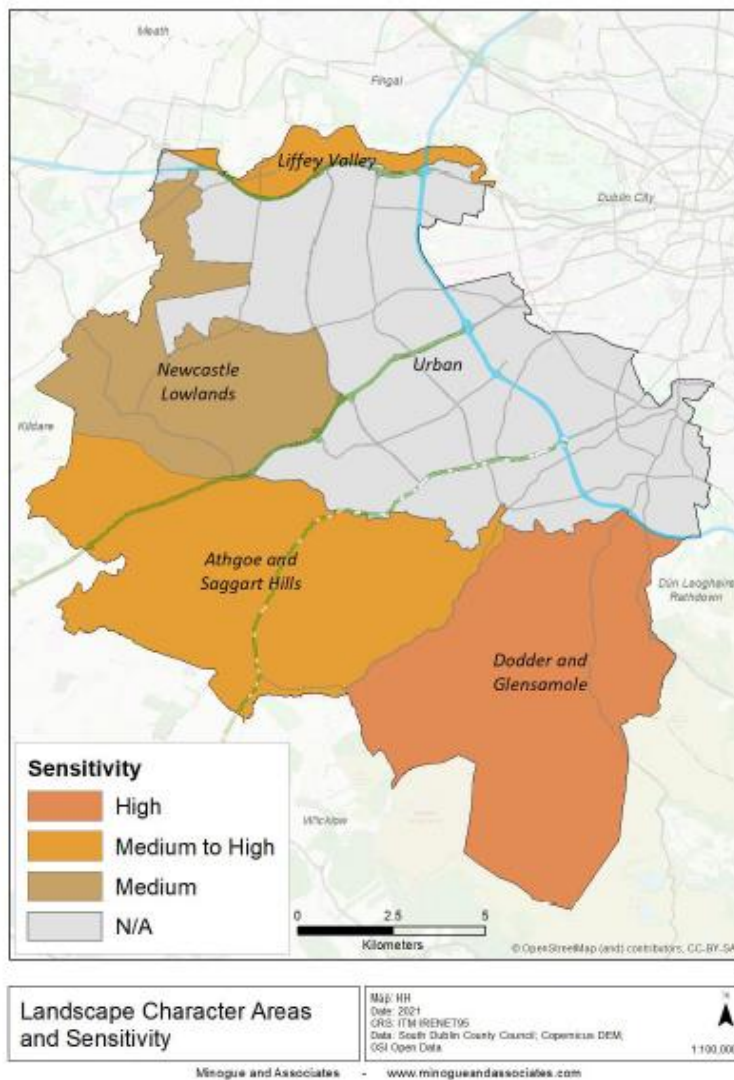 Meath
Fingal
Liffey Valley
Dublin City
Newcastle
Lowlands
Urban
Kildare
Athgoe and
Saggart Hills
Dún Laoghaire
Rathdown
Dodder and
Glensamole
Sensitivity
High
Medium to High
Medium
N/A
Wicklow
0 2.5 5
Kilometers
© OpenStreetMap (and) contributors, CC-BY-SA
Landscape Character Areas
and Sensitivity
Map: HH
Date: 2021
CRS: ITM IRENET95
Data: South Dublin County Council; Copernicus DEM;
OSI Open Data
1:100,000
Minogue and Associates - www.minogueandassociates.com